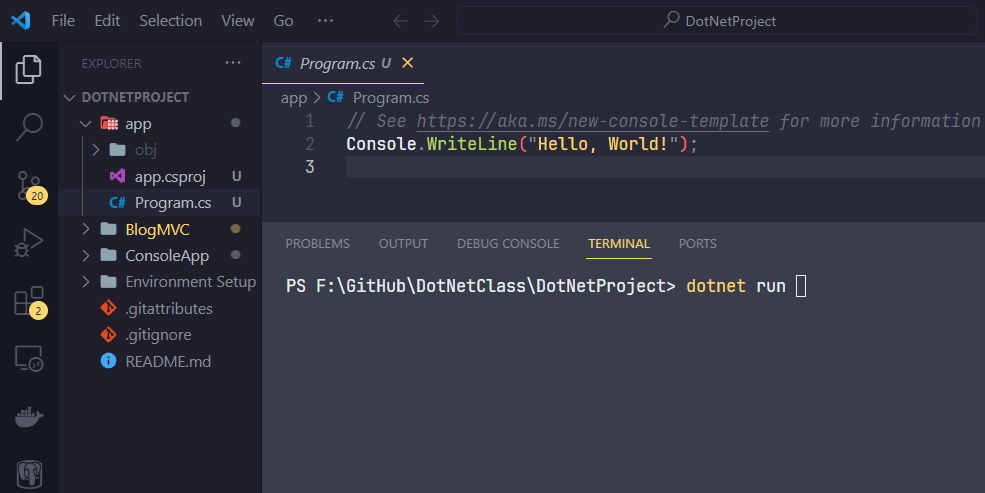 File Edit Selection View Go ··· DotNetProject
EXPLORER ···
DOTNETPROJECT
app
obj
app.csproj U
C# Program.cs U
BlogMVC
ConsoleApp
Environment Setup
.gitattributes
.gitignore
README.md
20
2
C# Program.cs U
app > C# Program.cs
1 // See https://aka.ms/new-console-template for more information
2 Console.WriteLine("Hello, World!");
3
PROBLEMS OUTPUT DEBUG CONSOLE TERMINAL PORTS
PS F:\GitHub\DotNetClass\DotNetProject> dotnet run